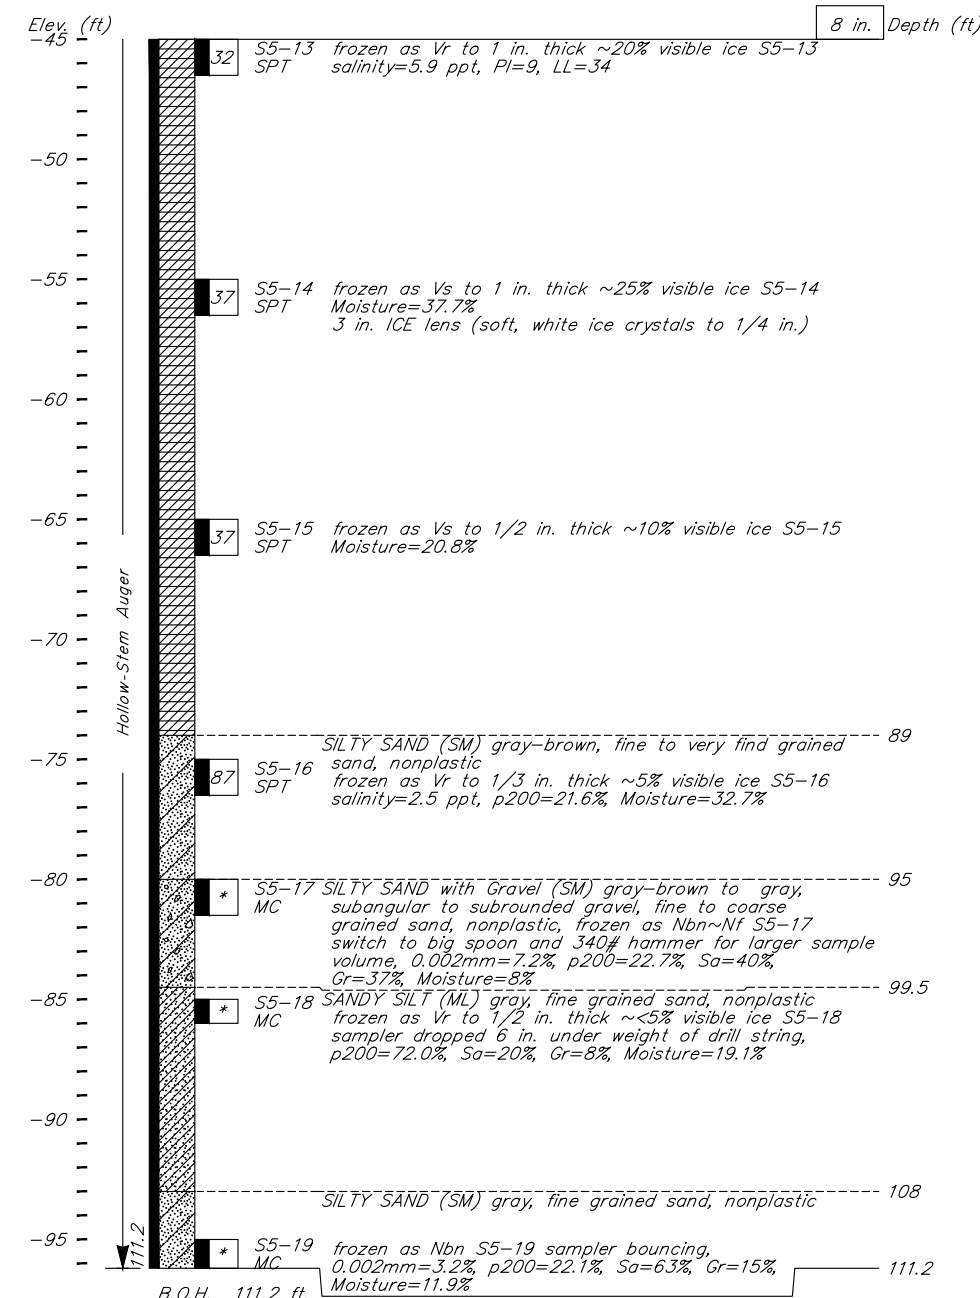 Elev. (ft)
8 in. Depth (ft)
-45
32
S5-13 frozen as Vr to 1 in. thick ~20% visible ice S5-13
SPT salinity=5.9 ppt, PI=9, LL=34
-50
-55
37
S5-14 frozen as Vs to 1 in. thick ~25% visible ice S5-14
SPT Moisture=37.7%
3 in. ICE lens (soft, white ice crystals to 1/4 in.)
-60
-65
37
S5-15 frozen as Vs to 1/2 in. thick ~10% visible ice S5-15
SPT Moisture=20.8%
Hollow-Stem Auger
-70
89
SILTY SAND (SM) gray-brown, fine to very find grained
sand, nonplastic
-75
87
S5-16 frozen as Vr to 1/3 in. thick ~5% visible ice S5-16
SPT salinity=2.5 ppt, p200=21.6%, Moisture=32.7%
-80
95
*
S5-17 SILTY SAND with Gravel (SM) gray-brown to gray,
MC subangular to subrounded gravel, fine to coarse
grained sand, nonplastic, frozen as Nbn~Nf S5-17
switch to big spoon and 340# hammer for larger sample
volume, 0.002mm=7.2%, p200=22.7%, Sa=40%,
Gr=37%, Moisture=8%
99.5
-85
*
S5-18 SANDY SILT (ML) gray, fine grained sand, nonplastic
MC frozen as Vr to 1/2 in. thick ~<5% visible ice S5-18
sampler dropped 6 in. under weight of drill string,
p200=72.0%, Sa=20%, Gr=8%, Moisture=19.1%
-90
108
SILTY SAND (SM) gray, fine grained sand, nonplastic
-95
111.2
*
S5-19 frozen as Nbn S5-19 sampler bouncing,
MC 0.002mm=3.2%, p200=22.1%, Sa=63%, Gr=15%,
111.2
Moisture=11.9%
B.O.H. 111.2 ft.